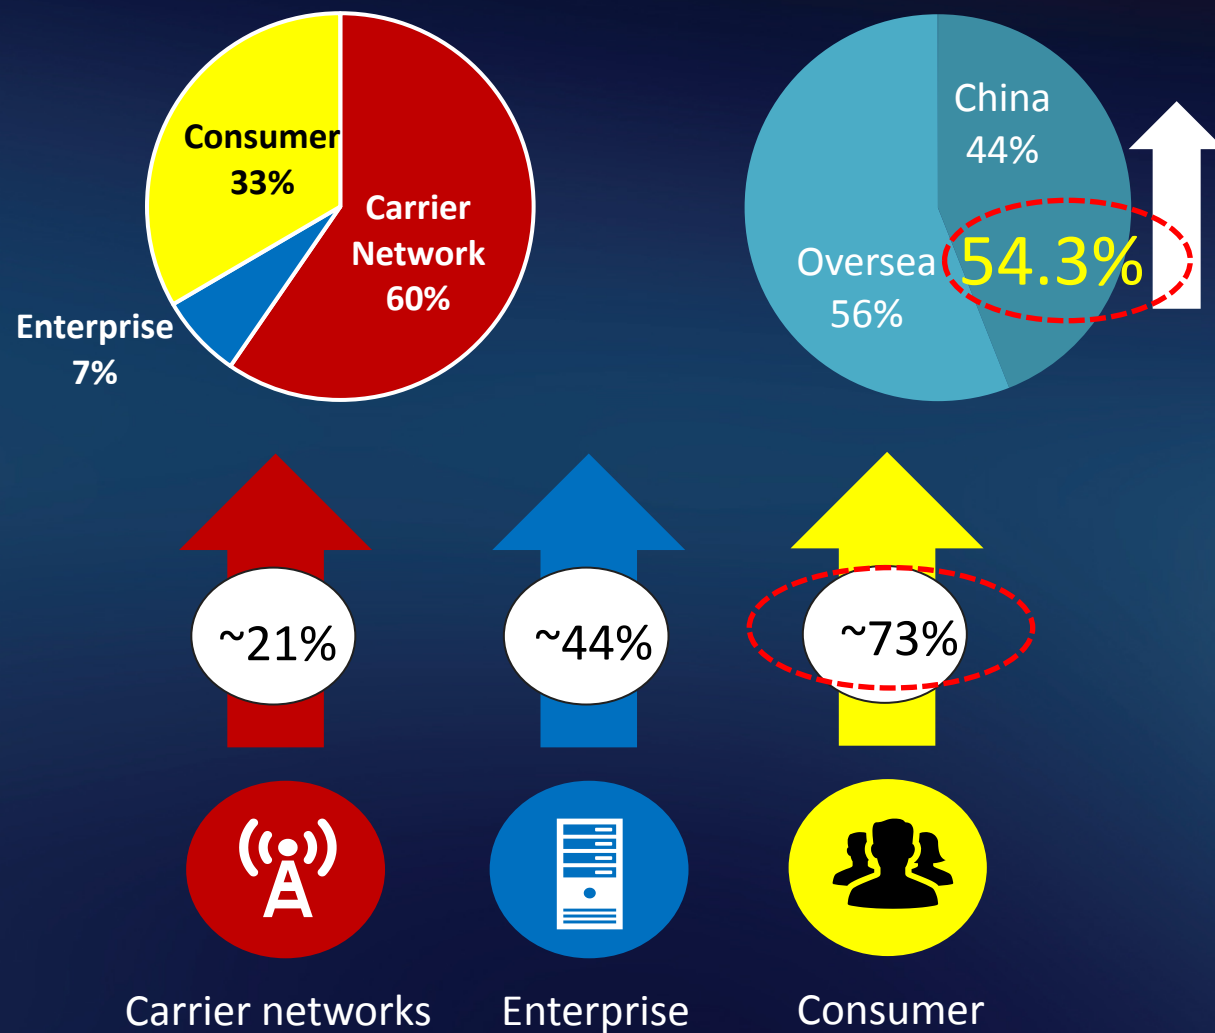 Consumer
33%
Carrier
Network
60%
Enterprise
7%
China
44%
Oversea
56%
54.3%
~21%
~44%
~73%
Carrier networks
Enterprise
Consumer